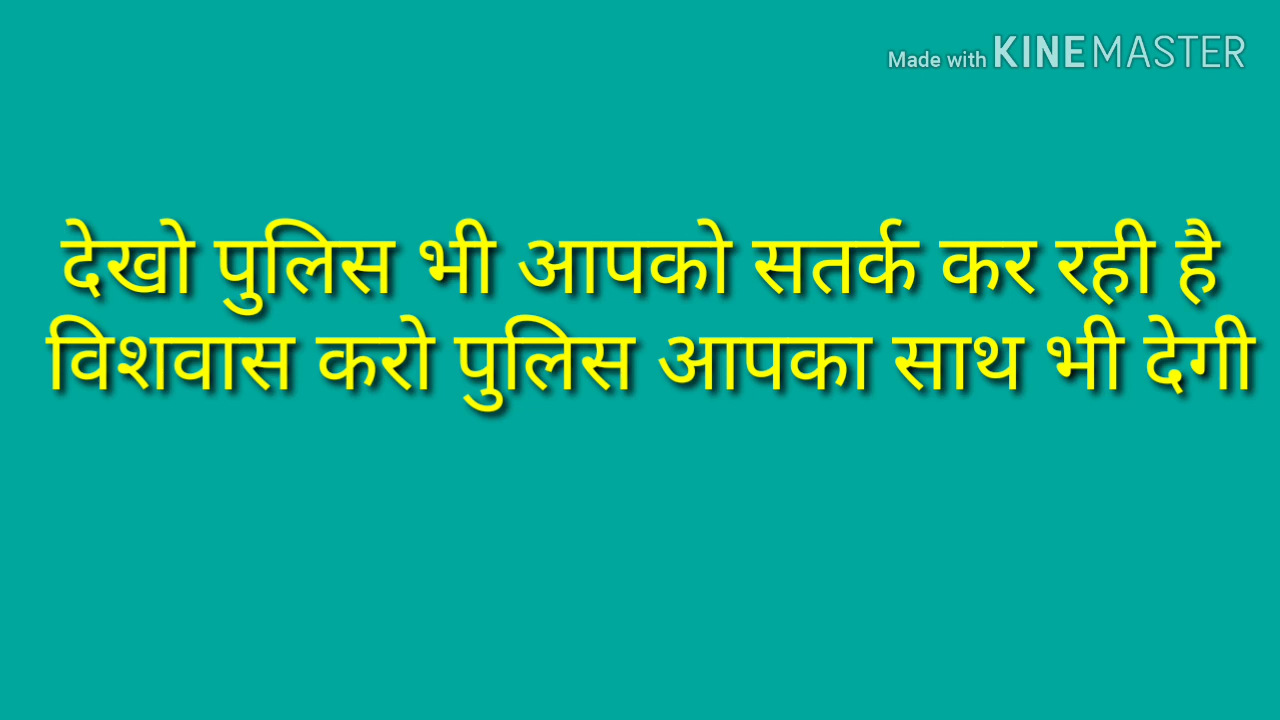 Made with KINEMASTER
देखो पुलिस भी आपको सतर्क कर रही है
विशवास करो पुलिस आपका साथ भी देगी